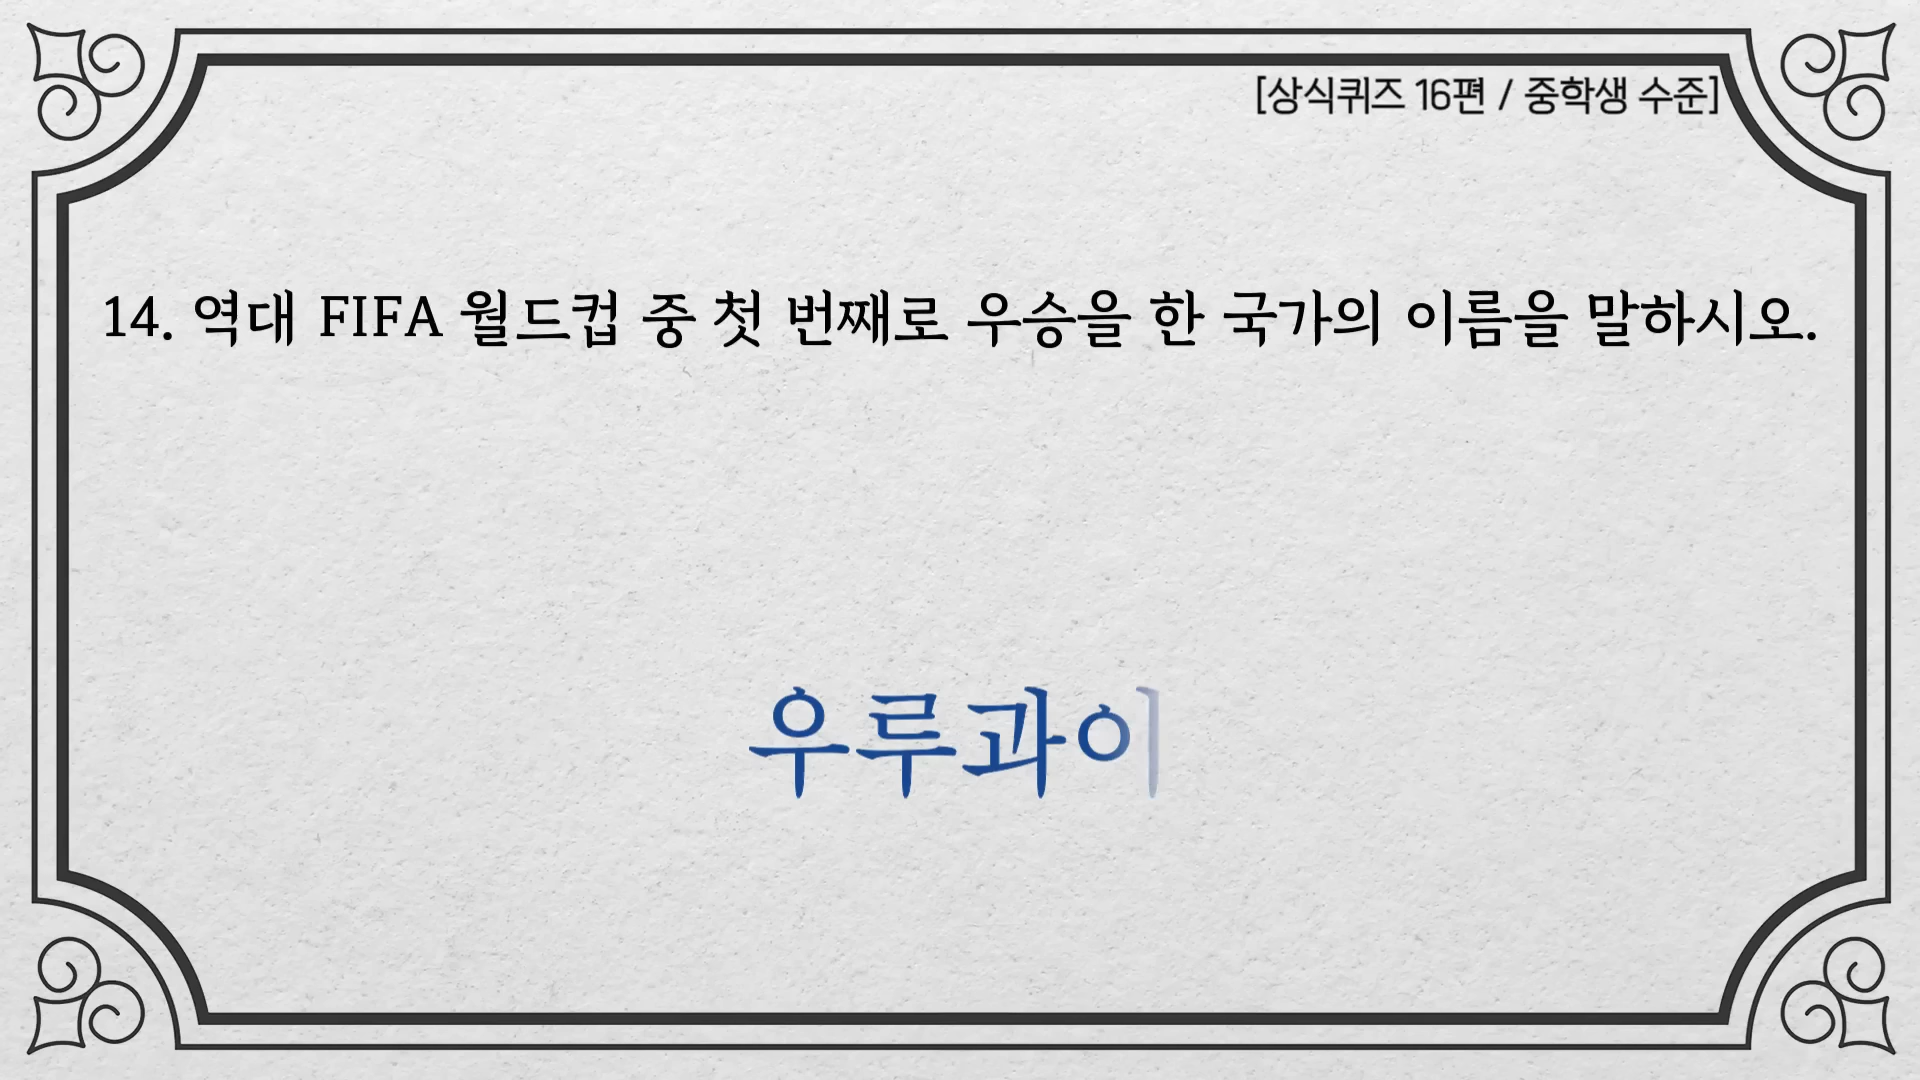 [상식퀴즈 16편 / 중학생 수준]
14. 역대 FIFA 월드컵 중 첫 번째로 우승을 한 국가의 이름을 말하시오.
우루과이